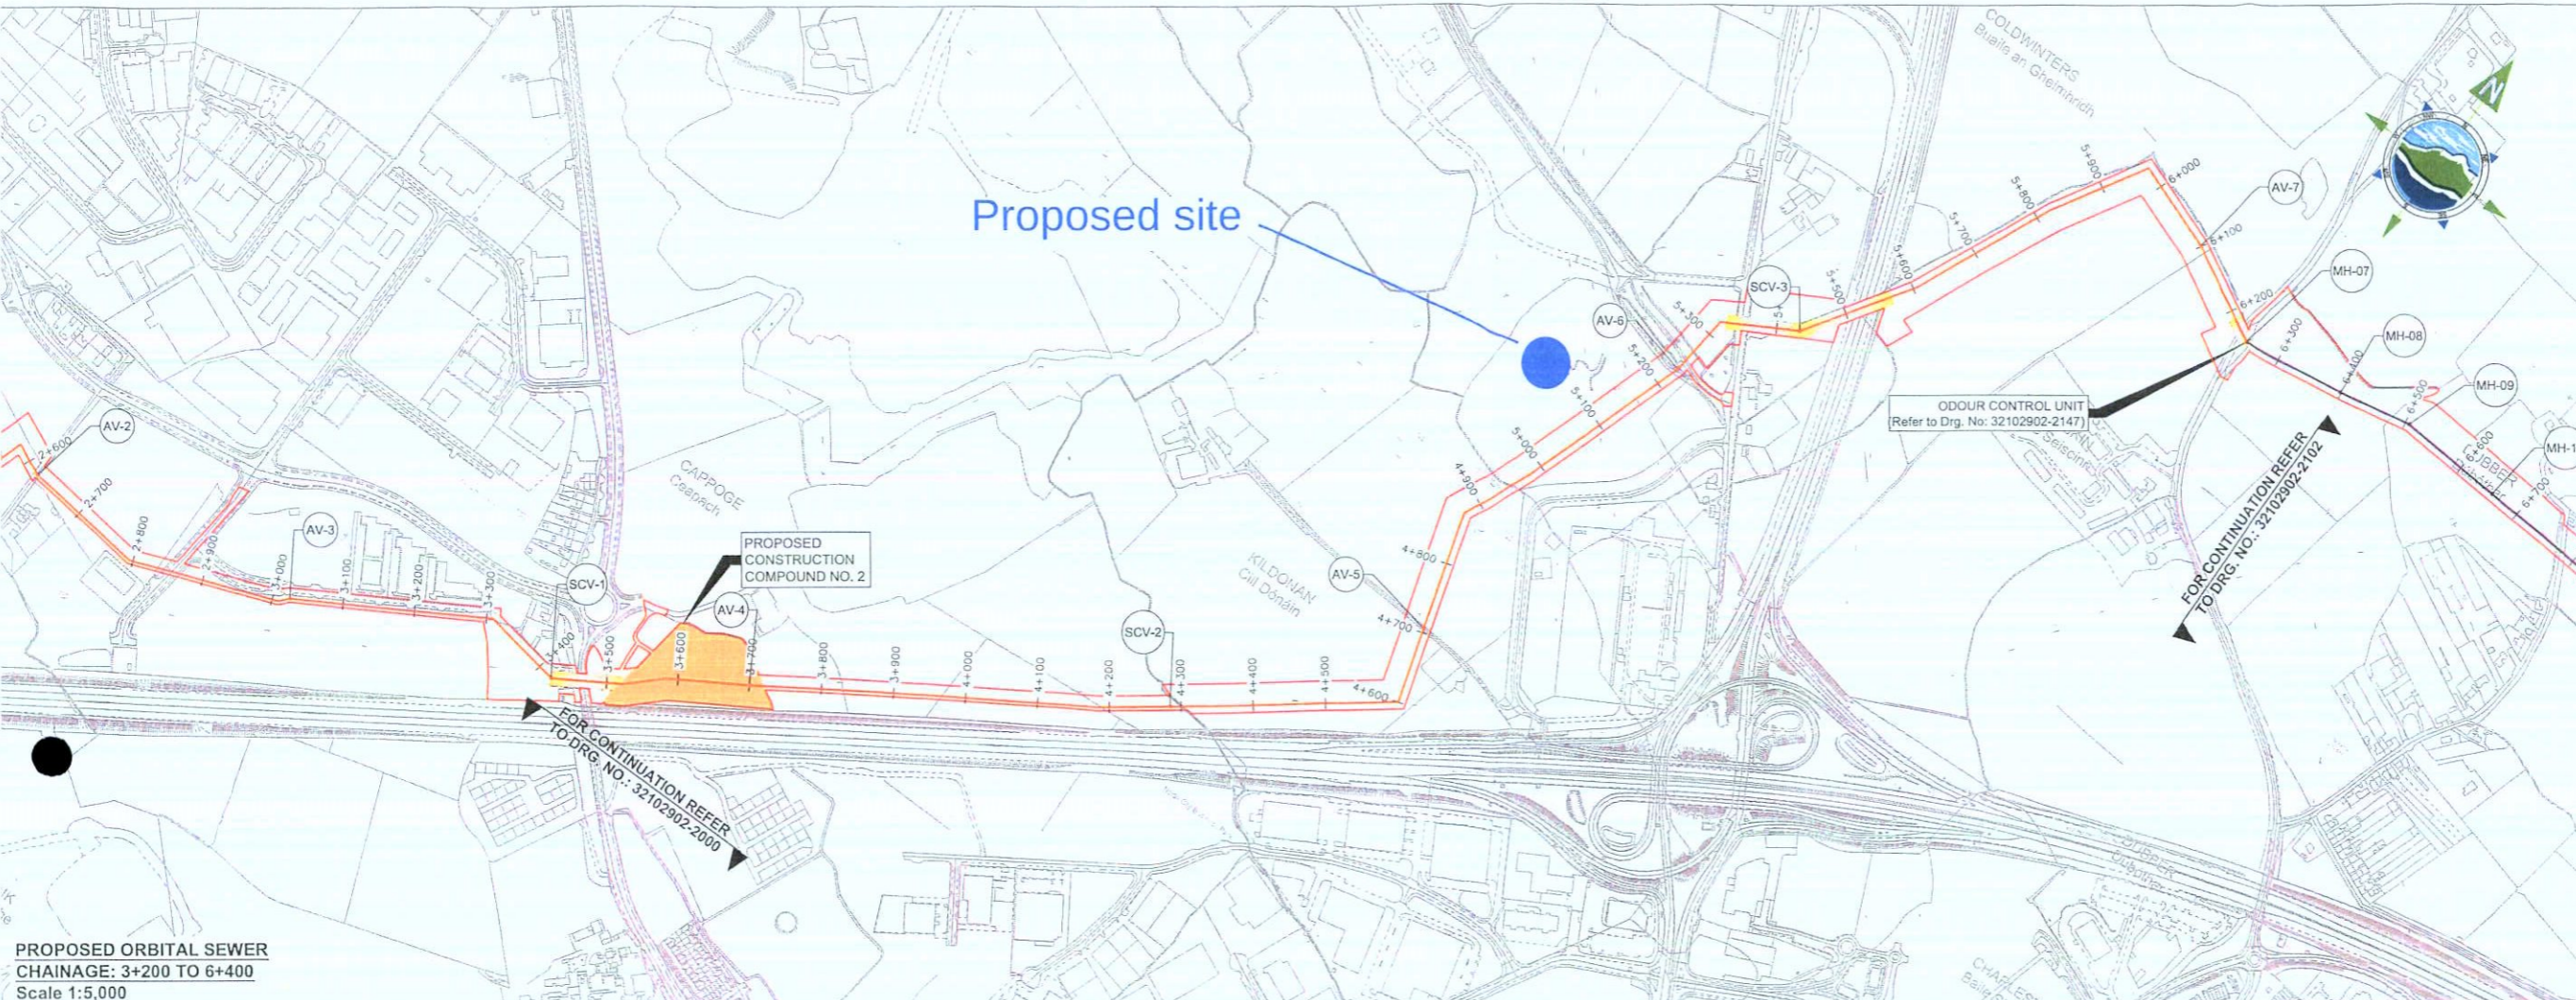 COLDWINTERS
Buaile an Gheimhridh
N
Proposed site
5+900
6+000
5+800
AV-7
6+100
5+700
5+600
MH-07
SCV-3
5+500
6+200
AV-6
5+300
6+300
MH-08
5+200
6+400
MH-09
6+500
5+100
ODOUR CONTROL UNIT
(Refer to Drg. No: 32102902-2147)
AV-2
2+600
5+000
6+600
DUBBER
MH-1
CAPPOGE
Ceapach
4+900
6+700
2+700
2+800
AV-3
2+900
3+000
3+100
3+200
3+300
PROPOSED
CONSTRUCTION
COMPOUND NO. 2
SCV-1
AV-4
KILDONAN
Cill Dónáin
4+800
AV-5
4+700
FOR CONTINUATION REFER
TO DRG. NO.: 32102902-2102
SCV-2
3+400
3+500
3+600
3+700
3+800
3+900
4+000
4+100
4+200
4+300
4+400
4+500
4+600
FOR CONTINUATION REFER
TO DRG. NO.: 32102902-2000
DUBBER
PROPOSED ORBITAL SEWER
CHAINAGE: 3+200 TO 6+400
Scale 1:5,000